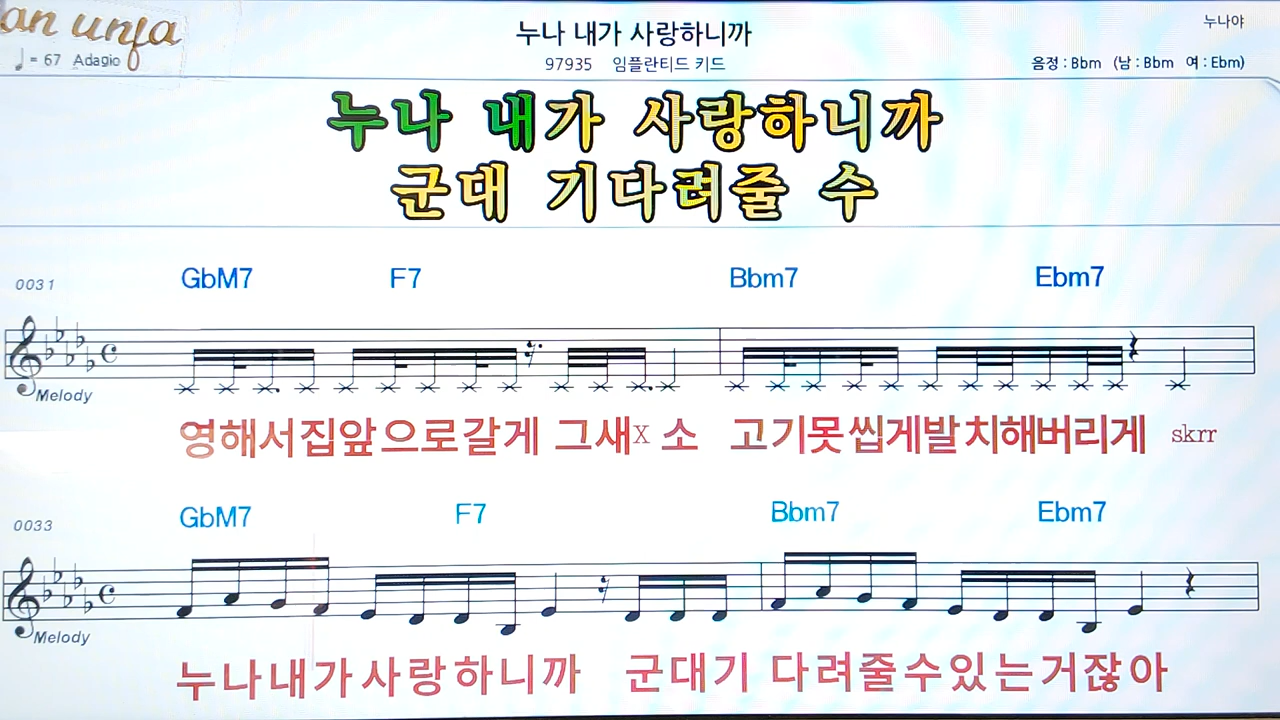 an unja
누나 내가 사랑하니까
누나야
♩= 67 Adagio
97935 임플란티드 키드
음정 : Bbm (남 : Bbm 여 : Ebm)
누나 내가 사랑하니까
군대 기다려줄 수
0031 GbM7 F7 Bbm7 Ebm7
Melody
영해서집앞으로갈게 그새X 소 고기못씹게발치해버리게 skrr
0033 GbM7 F7 Bbm7 Ebm7
Melody
누나내가사랑하니까 군대기 다려줄수있는거잖아